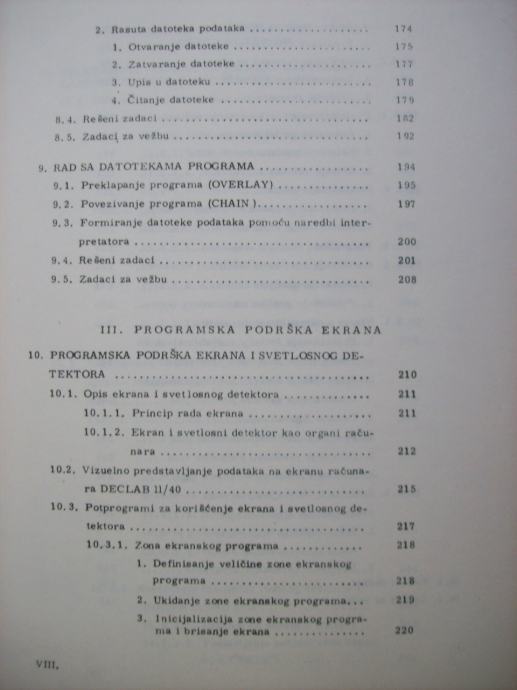 2. Rasuta datoteka podataka ........ 174
1. Otvaranje datoteke ........ 175
2. Zatvaranje datoteke ........ 177
3. Upis u datoteku ........ 178
4. Čitanje datoteke ........ 179
8.4. Rešeni zadaci ........ 182
8.5. Zadaci za vežbu ........ 192
9. RAD SA DATOTEKAMA PROGRAMA ........ 194
9.1. Preklapanje programa (OVERLAY) ........ 195
9.2. Povezivanje programa (CHAIN) ........ 197
9.3. Formiranje datoteke podataka pomoću naredbi inter-
pretatora ........ 200
9.4. Rešeni zadaci ........ 201
9.5. Zadaci za vežbu ........ 208
III. PROGRAMSKA PODRŠKA EKRANA
10. PROGRAMSKA PODRŠKA EKRANA I SVETLOSNOG DE-
TEKTORA ........ 210
10.1. Opis ekrana i svetlosnog detektora ........ 211
10.1.1. Princip rada ekrana ........ 211
10.1.2. Ekran i svetlosni detektor kao organi raču-
nara ........ 212
10.2. Vizuelno predstavljanje podataka na ekranu računa-
ra DECLAB 11/40 ........ 215
10.3. Potprogrami za korišćenje ekrana i svetlosnog de-
tektora ........ 217
10.3.1. Zona ekranskog programa ........ 218
1. Definisanje veličine zone ekranskog
programa ........ 218
2. Ukidanje zone ekranskog programa... 219
3. Inicijalizacija zone ekranskog progra-
ma i brisanje ekrana ........ 220
VIII.